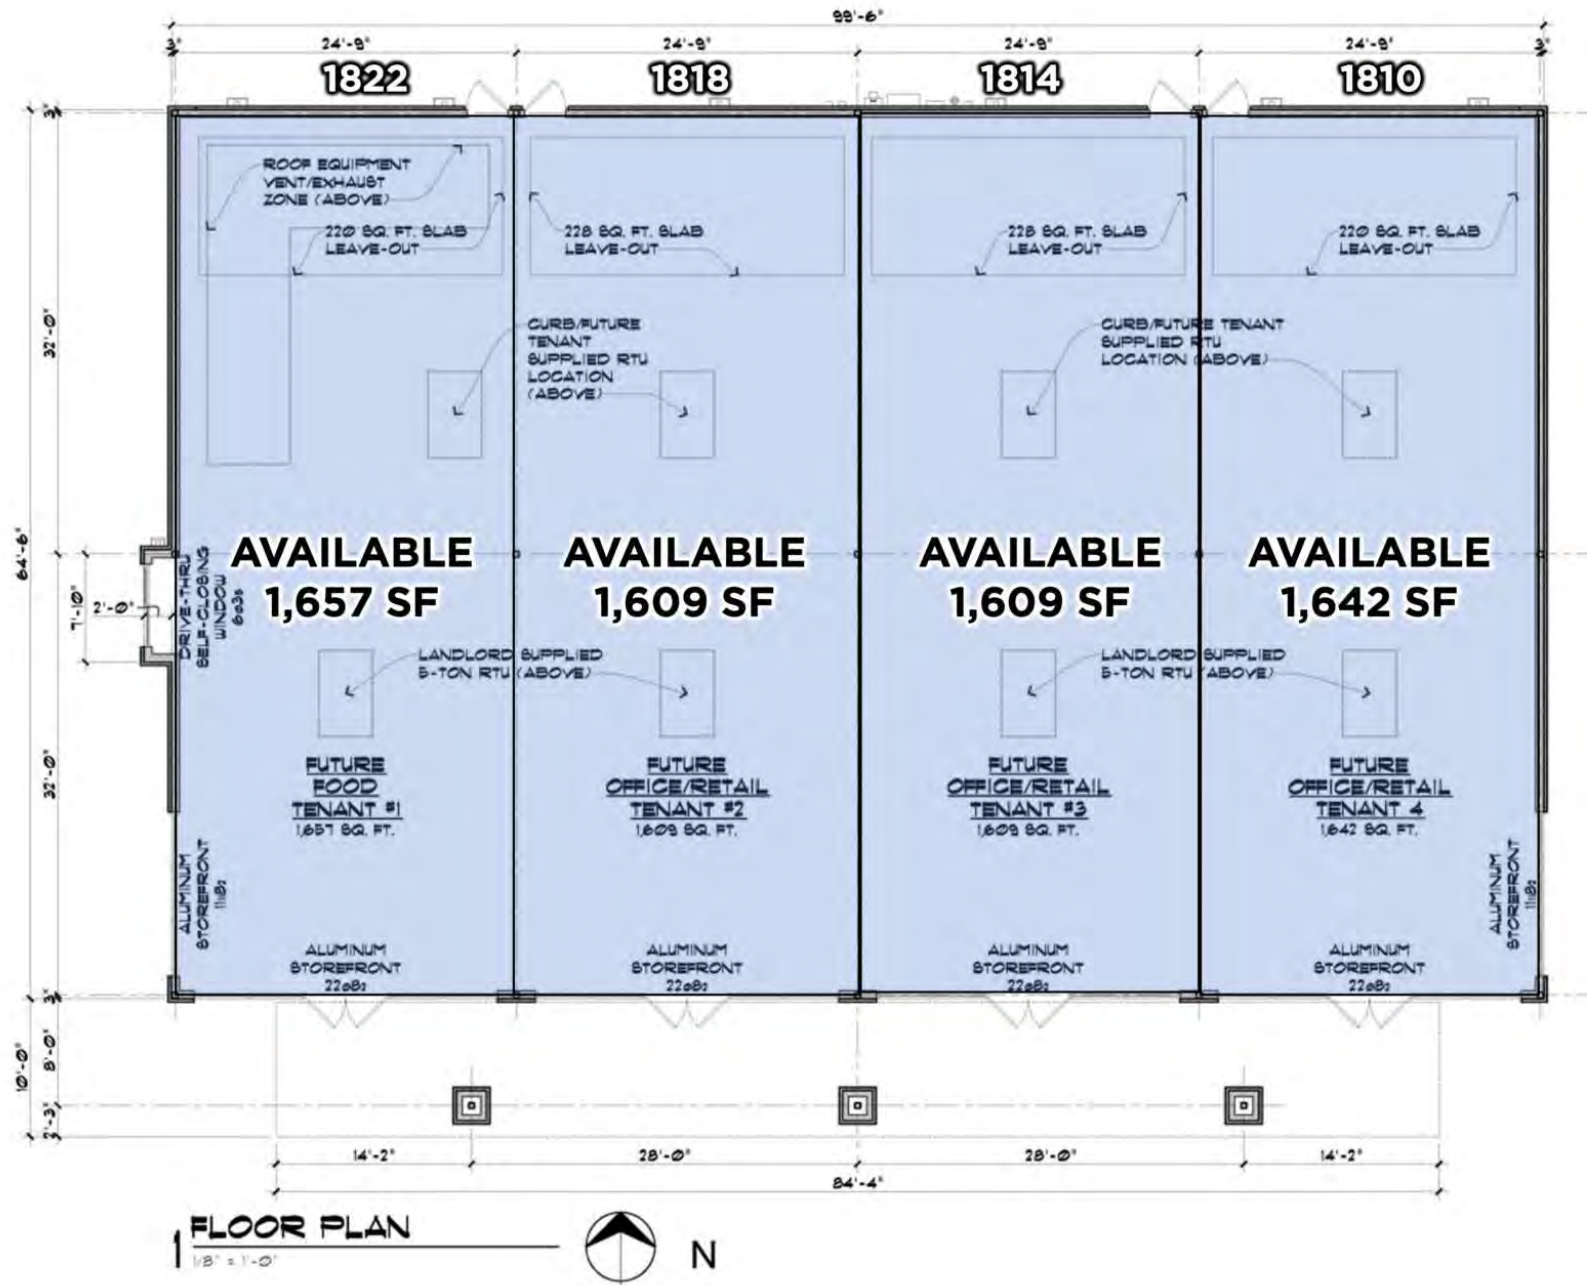 99'-6"
3" 24'-9" 24'-9" 24'-9" 24'-9" 3"
1822 1818 1814 1810
3"
ROOF EQUIPMENT
VENT/EXHAUST
ZONE (ABOVE)
220 SQ. FT. SLAB
LEAVE-OUT
228 SQ. FT. SLAB
LEAVE-OUT
228 SQ. FT. SLAB
LEAVE-OUT
220 SQ. FT. SLAB
LEAVE-OUT
32'-0"
CURB/FUTURE
TENANT
SUPPLIED RTU
LOCATION
(ABOVE)
CURB/FUTURE TENANT
SUPPLIED RTU
LOCATION (ABOVE)
64'-6"
7'-10"
2'-0"
DRIVE-THRU
SELF-CLOSING
WINDOW
AVAILABLE
1,657 SF
AVAILABLE
1,609 SF
AVAILABLE
1,609 SF
AVAILABLE
1,642 SF
LANDLORD SUPPLIED
5-TON RTU (ABOVE)
LANDLORD SUPPLIED
5-TON RTU (ABOVE)
32'-0"
FUTURE
FOOD
TENANT #1
1,657 SQ. FT.
FUTURE
OFFICE/RETAIL
TENANT #2
1,609 SQ. FT.
FUTURE
OFFICE/RETAIL
TENANT #3
1,609 SQ. FT.
FUTURE
OFFICE/RETAIL
TENANT 4
1,642 SQ. FT.
ALUMINUM
STOREFRONT
ALUMINUM
STOREFRONT
ALUMINUM
STOREFRONT
ALUMINUM
STOREFRONT
ALUMINUM
STOREFRONT
ALUMINUM
STOREFRONT
3"
10'-0"
8'-0"
14'-2" 28'-0" 28'-0" 14'-2"
84'-4"
1 FLOOR PLAN
1/8" = 1'-0"
N